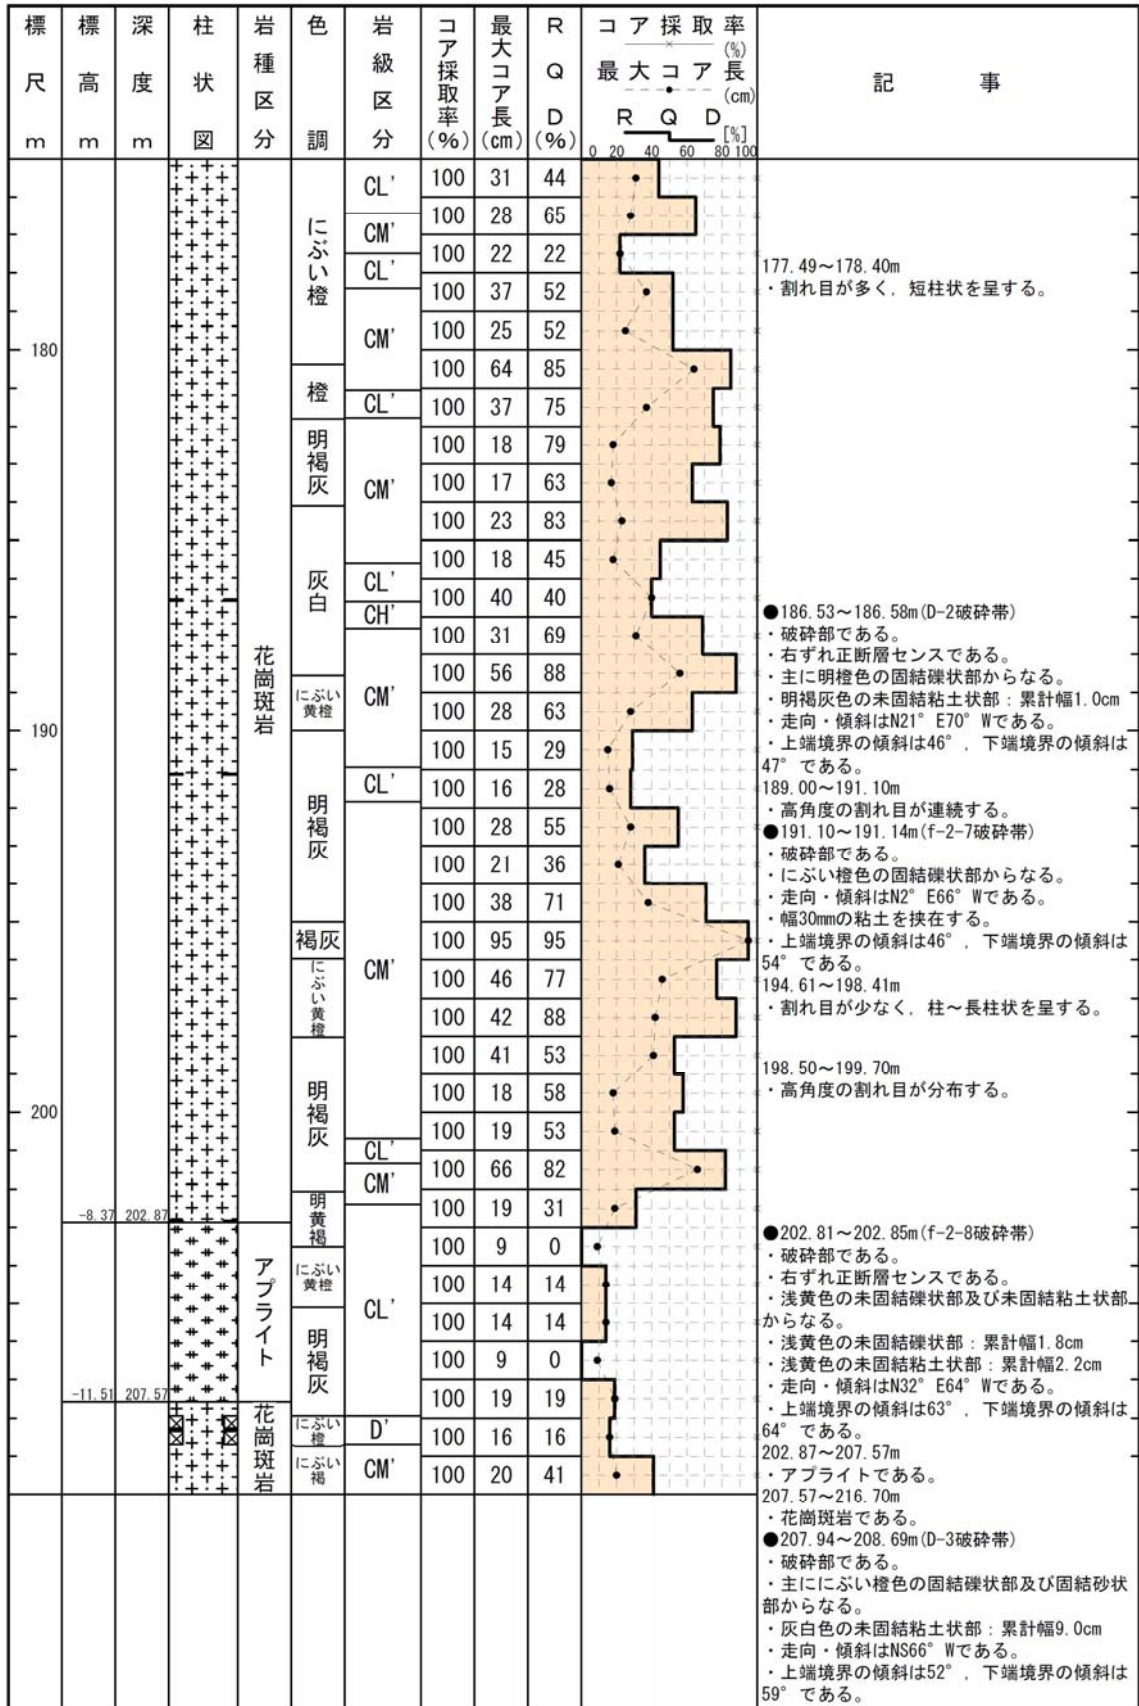 標尺m
標高m
深度m
柱状図
岩種区分
色調
岩級区分
コア採取率(%)
最大コア長(cm)
RQD(%)
コア採取率(%)
最大コア長(cm)
RQD[%]
0 20 40 60 80 100
記事
180
190
200
-8.37 202.87
-11.51 207.57
花崗斑岩
アプライト
花崗斑岩
にぶい橙
橙
明褐灰
灰白
にぶい黄橙
明褐灰
褐灰
にぶい黄橙
明褐灰
明黄褐
にぶい黄橙
明褐灰
にぶい橙
にぶい褐
CL'
CM'
CL'
CM'
CL'
CM'
CL'
CH'
CM'
CL'
CM'
CL'
CM'
CL'
D'
CM'
100 31 44
100 28 65
100 22 22
100 37 52
100 25 52
100 64 85
100 37 75
100 18 79
100 17 63
100 23 83
100 18 45
100 40 40
100 31 69
100 56 88
100 28 63
100 15 29
100 16 28
100 28 55
100 21 36
100 38 71
100 95 95
100 46 77
100 42 88
100 41 53
100 18 58
100 19 53
100 66 82
100 19 31
100 9 0
100 14 14
100 14 14
100 9 0
100 19 19
100 16 16
100 20 41
177.49～178.40m
・割れ目が多く，短柱状を呈する。
●186.53～186.58m(D-2破砕帯)
・破砕部である。
・右ずれ正断層センスである。
・主に明橙色の固結礫状部からなる。
・明褐灰色の未固結粘土状部：累計幅1.0cm
・走向・傾斜はN21°E70°Wである。
・上端境界の傾斜は46°，下端境界の傾斜は
47°である。
189.00～191.10m
・高角度の割れ目が連続する。
●191.10～191.14m(f-2-7破砕帯)
・破砕部である。
・にぶい橙色の固結礫状部からなる。
・走向・傾斜はN2°E66°Wである。
・幅30mmの粘土を挟在する。
・上端境界の傾斜は46°，下端境界の傾斜は
54°である。
194.61～198.41m
・割れ目が少なく，柱～長柱状を呈する。
198.50～199.70m
・高角度の割れ目が分布する。
●202.81～202.85m(f-2-8破砕帯)
・破砕部である。
・右ずれ正断層センスである。
・浅黄色の未固結礫状部及び未固結粘土状部
からなる。
・浅黄色の未固結礫状部：累計幅1.8cm
・浅黄色の未固結粘土状部：累計幅2.2cm
・走向・傾斜はN32°E64°Wである。
・上端境界の傾斜は63°，下端境界の傾斜は
64°である。
202.87～207.57m
・アプライトである。
207.57～216.70m
・花崗斑岩である。
●207.94～208.69m(D-3破砕帯)
・破砕部である。
・主ににぶい橙色の固結礫状部及び固結砂状
部からなる。
・灰白色の未固結粘土状部：累計幅9.0cm
・走向・傾斜はNS66°Wである。
・上端境界の傾斜は52°，下端境界の傾斜は
59°である。